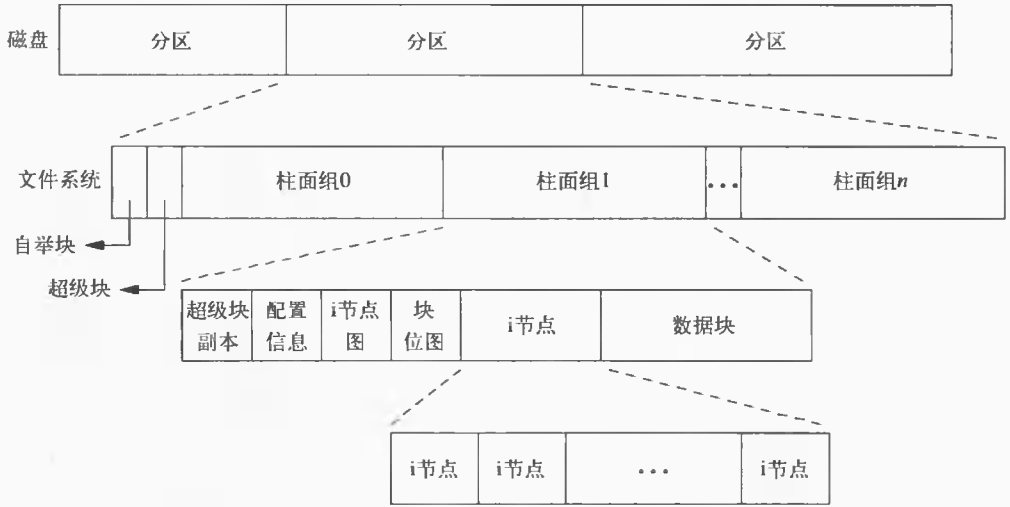 磁盘 分区 分区 分区
文件系统 柱面组0 柱面组1 ••• 柱面组n
自举块
超级块
超级块副本 配置信息 i节点图 块位图 i节点 数据块
i节点 i节点 ••• i节点